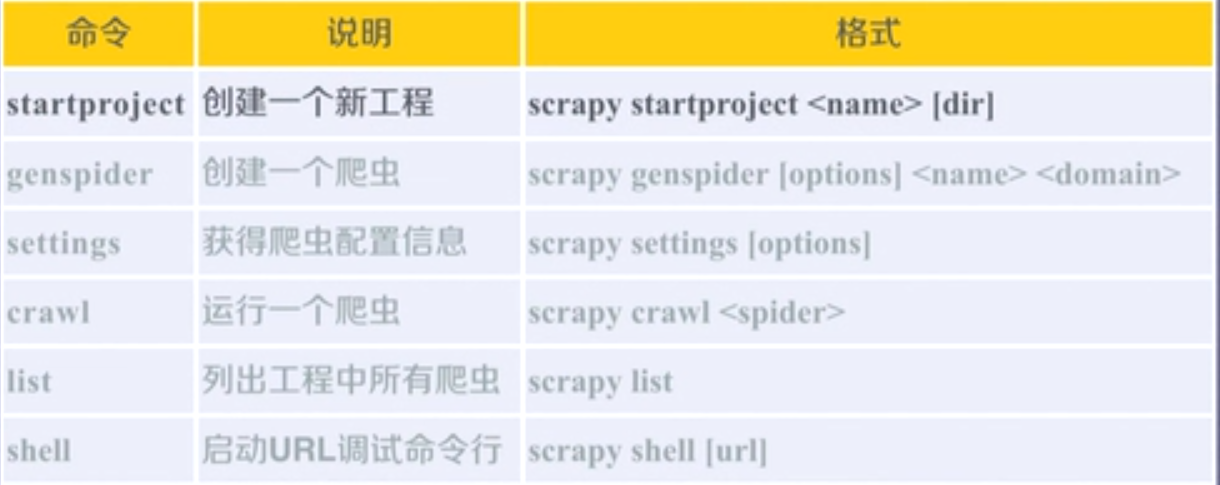 命令 说明 格式
startproject 创建一个新工程 scrapy startproject <name> [dir]
genspider 创建一个爬虫 scrapy genspider [options] <name> <domain>
settings 获得爬虫配置信息 scrapy settings [options]
crawl 运行一个爬虫 scrapy crawl <spider>
list 列出工程中所有爬虫 scrapy list
shell 启动URL调试命令行 scrapy shell [url]